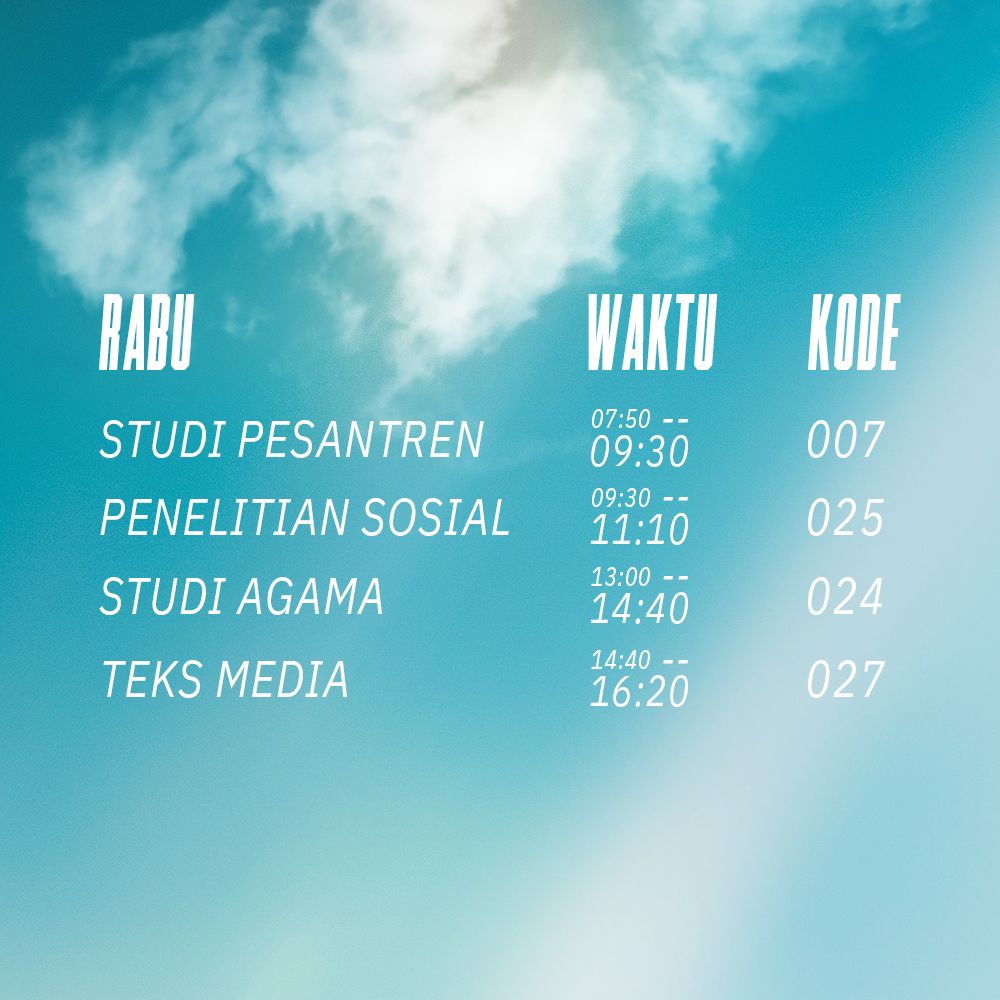 RABU WAKTU KODE
STUDI PESANTREN 07:50 -- 09:30 007
PENELITIAN SOSIAL 09:30 -- 11:10 025
STUDI AGAMA 13:00 -- 14:40 024
TEKS MEDIA 14:40 -- 16:20 027